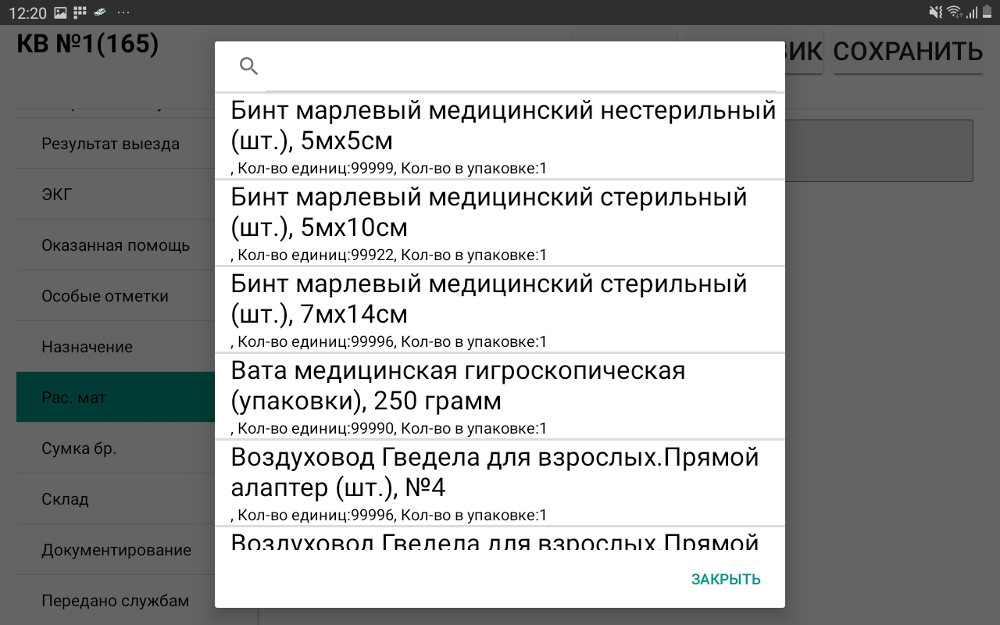 12:20
КВ №1(165)
ИК
СОХРАНИТЬ
Результат выезда
ЭКГ
Оказанная помощь
Особые отметки
Назначение
Рас. мат
Сумка бр.
Склад
Документирование
Передано службам
Бинт марлевый медицинский нестерильный
(шт.), 5мх5см
, Кол-во единиц:99999, Кол-во в упаковке:1
Бинт марлевый медицинский стерильный
(шт.), 5мх10см
, Кол-во единиц:99922, Кол-во в упаковке:1
Бинт марлевый медицинский стерильный
(шт.), 7мх14см
, Кол-во единиц:99996, Кол-во в упаковке:1
Вата медицинская гигроскопическая
(упаковки), 250 грамм
, Кол-во единиц:99990, Кол-во в упаковке:1
Воздуховод Гведела для взрослых.Прямой
алаптер (шт.), №4
, Кол-во единиц:99996, Кол-во в упаковке:1
Воздуховод Гведела для взрослых.Прямой
ЗАКРЫТЬ